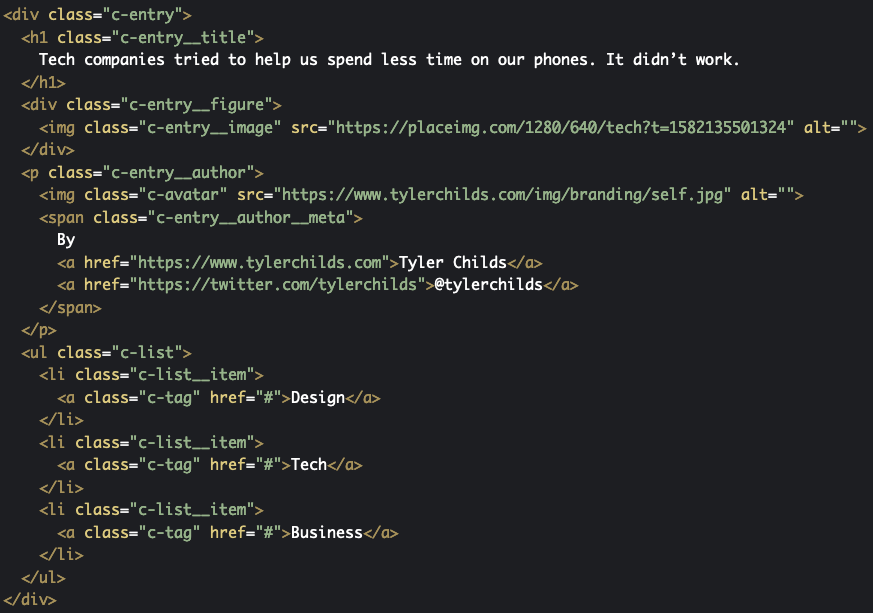 <div class="c-entry">
  <h1 class="c-entry__title">
    Tech companies tried to help us spend less time on our phones. It didn’t work.
  </h1>
  <div class="c-entry__figure">
    <img class="c-entry__image" src="https://placeimg.com/1280/640/tech?t=1582135501324" alt="">
  </div>
  <p class="c-entry__author">
    <img class="c-avatar" src="https://www.tylerchilds.com/img/branding/self.jpg" alt="">
    <span class="c-entry__author__meta">
      By
      <a href="https://www.tylerchilds.com">Tyler Childs</a>
      <a href="https://twitter.com/tylerchilds">@tylerchilds</a>
    </span>
  </p>
  <ul class="c-list">
    <li class="c-list__item">
      <a class="c-tag" href="#">Design</a>
    </li>
    <li class="c-list__item">
      <a class="c-tag" href="#">Tech</a>
    </li>
    <li class="c-list__item">
      <a class="c-tag" href="#">Business</a>
    </li>
  </ul>
</div>